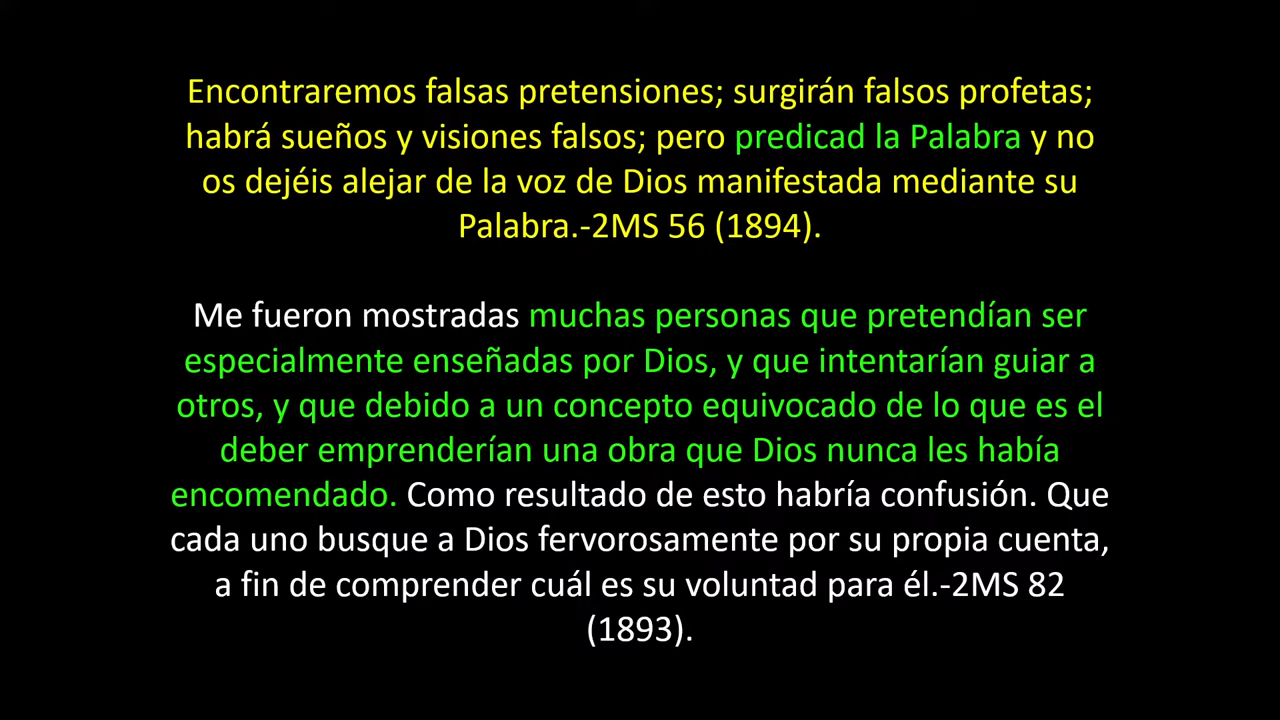 Encontraremos falsas pretensiones; surgirán falsos profetas;
habrá sueños y visiones falsos; pero predicad la Palabra y no
os dejéis alejar de la voz de Dios manifestada mediante su
Palabra.-2MS 56 (1894).
Me fueron mostradas muchas personas que pretendían ser
especialmente enseñadas por Dios, y que intentarían guiar a
otros, y que debido a un concepto equivocado de lo que es el
deber emprenderían una obra que Dios nunca les había
encomendado. Como resultado de esto habría confusión. Que
cada uno busque a Dios fervorosamente por su propia cuenta,
a fin de comprender cuál es su voluntad para él.-2MS 82
(1893).